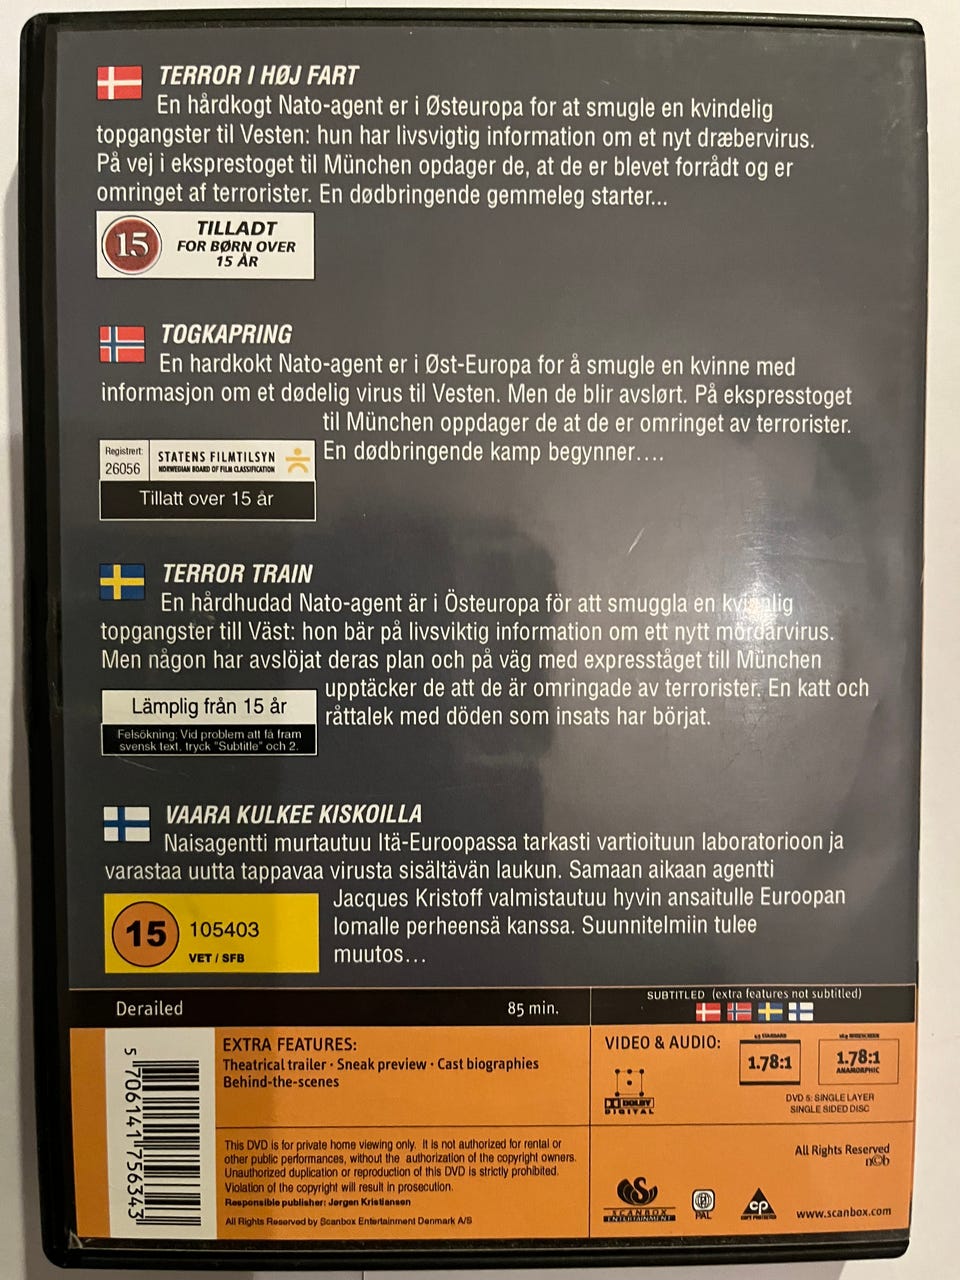 TERROR I HØJ FART
En hårdkogt Nato-agent er i Østeuropa for at smugle en kvindelig
topgangster til Vesten: hun har livsvigtig information om et nyt dræbervirus.
På vej i eksprestoget til München opdager de, at de er blevet forrådt og er
omringet af terrorister. En dødbringende gemmeleg starter...
15
TILLADT
FOR BØRN OVER
15 ÅR
TOGKAPRING
En hardkokt Nato-agent er i Øst-Europa for å smugle en kvinne med
informasjon om et dødelig virus til Vesten. Men de blir avslørt. På ekspresstoget
til München oppdager de at de er omringet av terrorister.
En dødbringende kamp begynner....
Registrert:
26056
STATENS FILMTILSYN
NORWEGIAN BOARD OF FILM CLASSIFICATION
Tillatt over 15 år
TERROR TRAIN
En hårdhudad Nato-agent är i Östeuropa för att smuggla en kvinnlig
topgangster till Väst: hon bär på livsviktig information om ett nytt mördarvirus.
Men någon har avslöjat deras plan och på väg med expresståget till München
upptäcker de att de är omringade av terrorister. En katt och
råttalek med döden som insats har börjat.
Lämplig från 15 år
Felsökning: Vid problem att få fram
svensk text, tryck "Subtitle" och 2.
VAARA KULKEE KISKOILLA
Naisagentti murtautuu Itä-Euroopassa tarkasti vartioituun laboratorioon ja
varastaa uutta tappavaa virusta sisältävän laukun. Samaan aikaan agentti
Jacques Kristoff valmistautuu hyvin ansaitulle Euroopan
lomalle perheensä kanssa. Suunnitelmiin tulee
muutos...
15
105403
VET / SFB
Derailed
85 min.
SUBTITLED (extra features not subtitled)
5 706141 756343
EXTRA FEATURES:
Theatrical trailer · Sneak preview · Cast biographies
Behind-the-scenes
VIDEO & AUDIO:
DOLBY
DIGITAL
1.78:1
16:9 WIDESCREEN
1.78:1
ANAMORPHIC
DVD 5: SINGLE LAYER
SINGLE SIDED DISC
This DVD is for private home viewing only. It is not authorized for rental or
other public performances, without the authorization of the copyright owners.
Unauthorized duplication or reproduction of this DVD is strictly prohibited.
Violation of the copyright will result in prosecution.
Responsible publisher: Jørgen Kristiansen
All Rights Reserved by Scanbox Entertainment Denmark A/S
All Rights Reserved
n©b
SCANBOX
ENTERTAINMENT
PAL
CP
COPY PROTECTED
www.scanbox.com